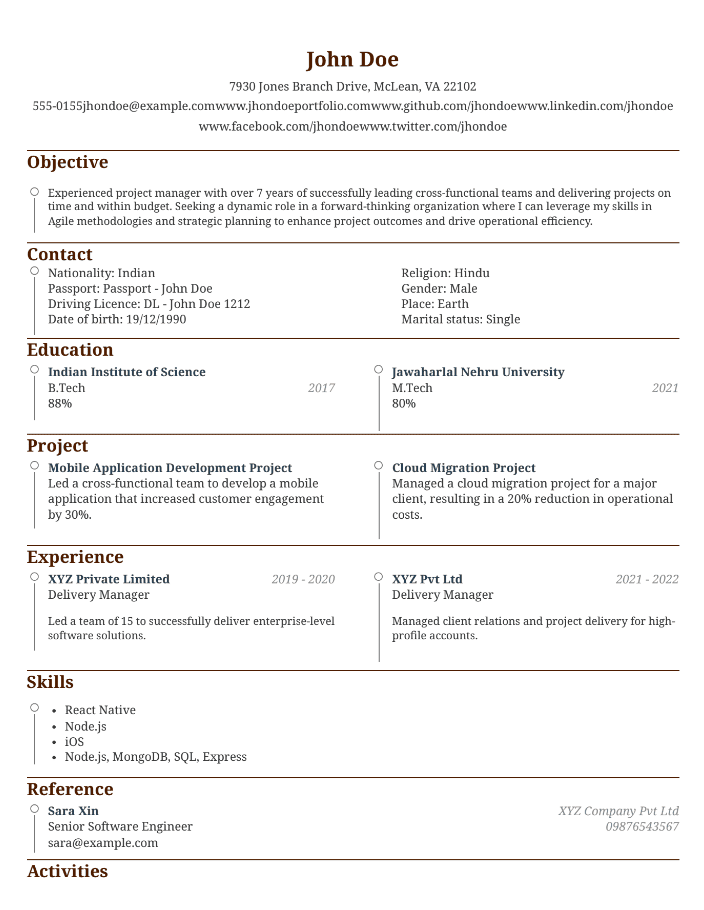 John Doe
7930 Jones Branch Drive, McLean, VA 22102
555-0155jhondoe@example.comwww.jhondoeportfolio.comwww.github.com/jhondoewww.linkedin.com/jhondoe
www.facebook.com/jhondoewww.twitter.com/jhondoe
Objective
Experienced project manager with over 7 years of successfully leading cross-functional teams and delivering projects on
time and within budget. Seeking a dynamic role in a forward-thinking organization where I can leverage my skills in
Agile methodologies and strategic planning to enhance project outcomes and drive operational efficiency.
Contact
Nationality: Indian
Passport: Passport - John Doe
Driving Licence: DL - John Doe 1212
Date of birth: 19/12/1990
Religion: Hindu
Gender: Male
Place: Earth
Marital status: Single
Education
Indian Institute of Science
B.Tech 2017
88%
Jawaharlal Nehru University
M.Tech 2021
80%
Project
Mobile Application Development Project
Led a cross-functional team to develop a mobile
application that increased customer engagement
by 30%.
Cloud Migration Project
Managed a cloud migration project for a major
client, resulting in a 20% reduction in operational
costs.
Experience
XYZ Private Limited 2019 - 2020
Delivery Manager
Led a team of 15 to successfully deliver enterprise-level
software solutions.
XYZ Pvt Ltd 2021 - 2022
Delivery Manager
Managed client relations and project delivery for high-
profile accounts.
Skills
• React Native
• Node.js
• iOS
• Node.js, MongoDB, SQL, Express
Reference
Sara Xin XYZ Company Pvt Ltd
Senior Software Engineer 09876543567
sara@example.com
Activities